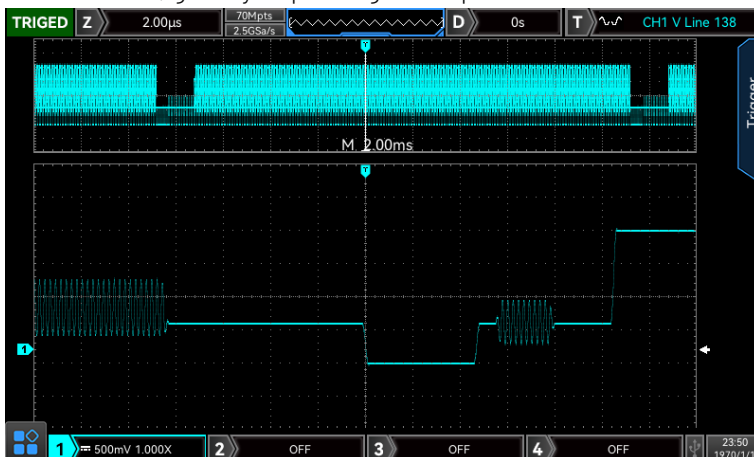 TRIGED Z 2.00μs 70Mpts D 0s T CH1 V Line 138
2.5GSa/s
T
Trigger
M 2.00ms
T
1
1 500mV 1.000X 2 OFF 3 OFF 4 OFF 23:50